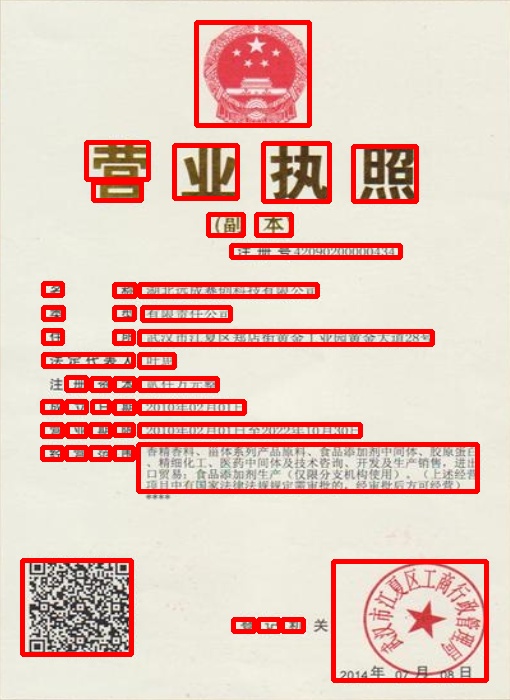 营业执照
(副本)
注册号420902000000434
名称 湖北远成赛创科技有限公司
类型 有限责任公司
住所 武汉市江夏区郑店街黄金工业园黄金大道28号
法定代表人 叶成
注册资本 贰仟万元整
成立日期 2010年02月01日
营业期限 2010年02月01日至2022年10月30日
经营范围 香精香料、甾体系列产品原料、食品添加剂中间体、胶原蛋白
、精细化工、医药中间体及技术咨询、开发及生产销售,进出
口贸易;食品添加剂生产(仅限分支机构使用)。(上述经营
项目中有国家法律法规规定需审批的,经审批后方可经营)
****
武汉市江夏区工商行政管理局
登记机关
2014年 07月 08日